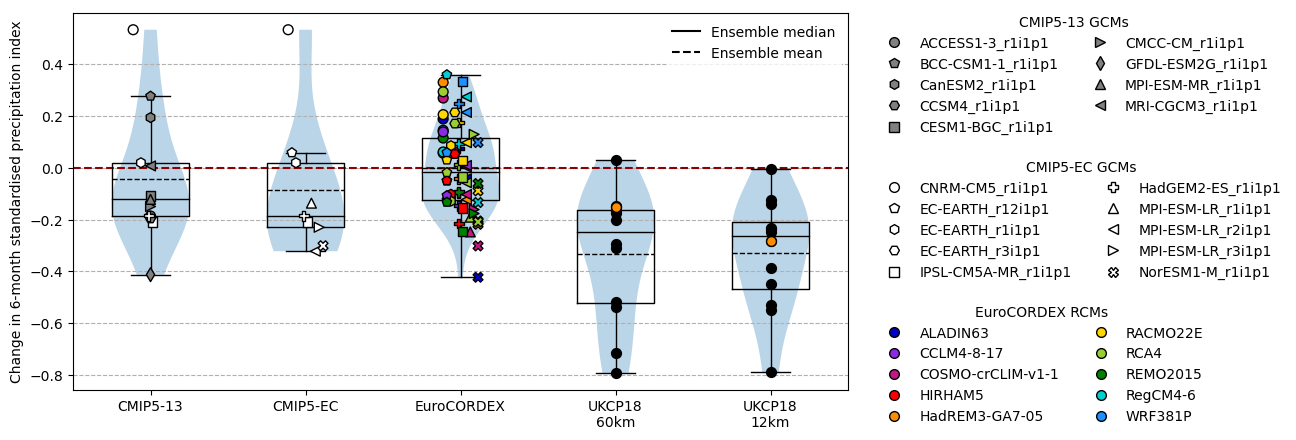 Change in 6-month standardised precipitation index
0.4
0.2
0.0
−0.2
−0.4
−0.6
−0.8
Ensemble median
Ensemble mean
CMIP5-13
CMIP5-EC
EuroCORDEX
UKCP18
60km
UKCP18
12km
CMIP5-13 GCMs
ACCESS1-3_r1i1p1
BCC-CSM1-1_r1i1p1
CanESM2_r1i1p1
CCSM4_r1i1p1
CESM1-BGC_r1i1p1
CMCC-CM_r1i1p1
GFDL-ESM2G_r1i1p1
MPI-ESM-MR_r1i1p1
MRI-CGCM3_r1i1p1
CMIP5-EC GCMs
CNRM-CM5_r1i1p1
EC-EARTH_r12i1p1
EC-EARTH_r1i1p1
EC-EARTH_r3i1p1
IPSL-CM5A-MR_r1i1p1
HadGEM2-ES_r1i1p1
MPI-ESM-LR_r1i1p1
MPI-ESM-LR_r2i1p1
MPI-ESM-LR_r3i1p1
NorESM1-M_r1i1p1
EuroCORDEX RCMs
ALADIN63
CCLM4-8-17
COSMO-crCLIM-v1-1
HIRHAM5
HadREM3-GA7-05
RACMO22E
RCA4
REMO2015
RegCM4-6
WRF381P